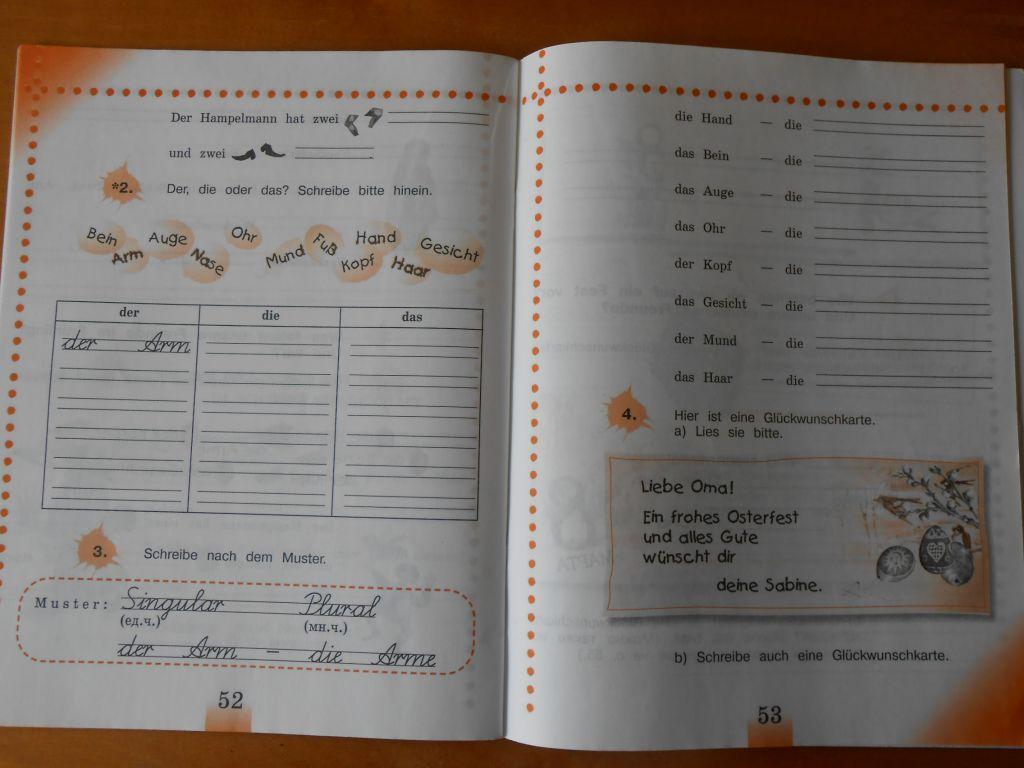 Der Hampelmann hat zwei
und zwei
*2. Der, die oder das? Schreibe bitte hinein.
Bein Auge Ohr Fuß Hand Gesicht
Arm Nase Mund Kopf Haar
der die das
der Arm
3. Schreibe nach dem Muster.
Muster: Singular Plural
(ед.ч.) (мн.ч.)
der Arm – die Arme
52
die Hand – die
das Bein – die
das Auge – die
das Ohr – die
der Kopf – die
das Gesicht – die
der Mund – die
das Haar – die
4. Hier ist eine Glückwunschkarte.
a) Lies sie bitte.
Liebe Oma!
Ein frohes Osterfest
und alles Gute
wünscht dir
deine Sabine.
b) Schreibe auch eine Glückwunschkarte.
53